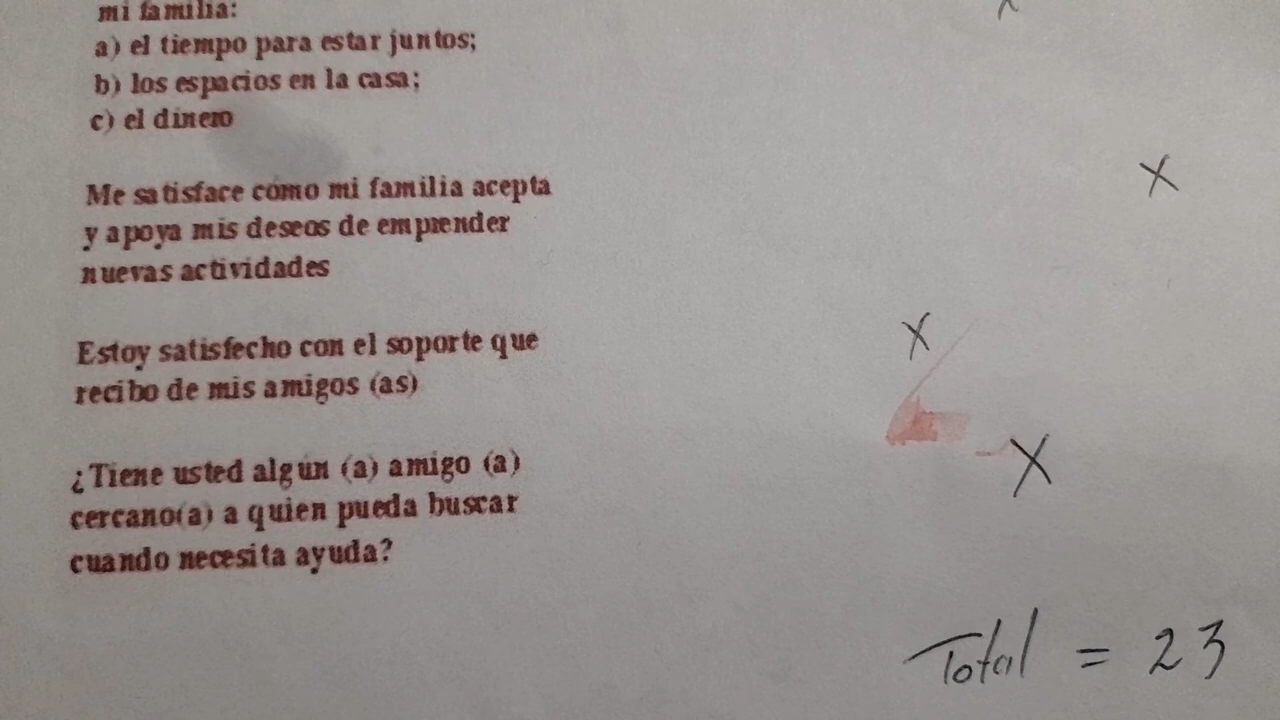 mi familia:
a) el tiempo para estar juntos;
b) los espacios en la casa;
c) el dinero
Me satisface como mi familia acepta
y apoya mis deseos de emprender
nuevas actividades
Estoy satisfecho con el soporte que
recibo de mis amigos (as)
¿Tiene usted algún (a) amigo (a)
cercano(a) a quien pueda buscar
cuando necesita ayuda?
X
X
X
Total = 23